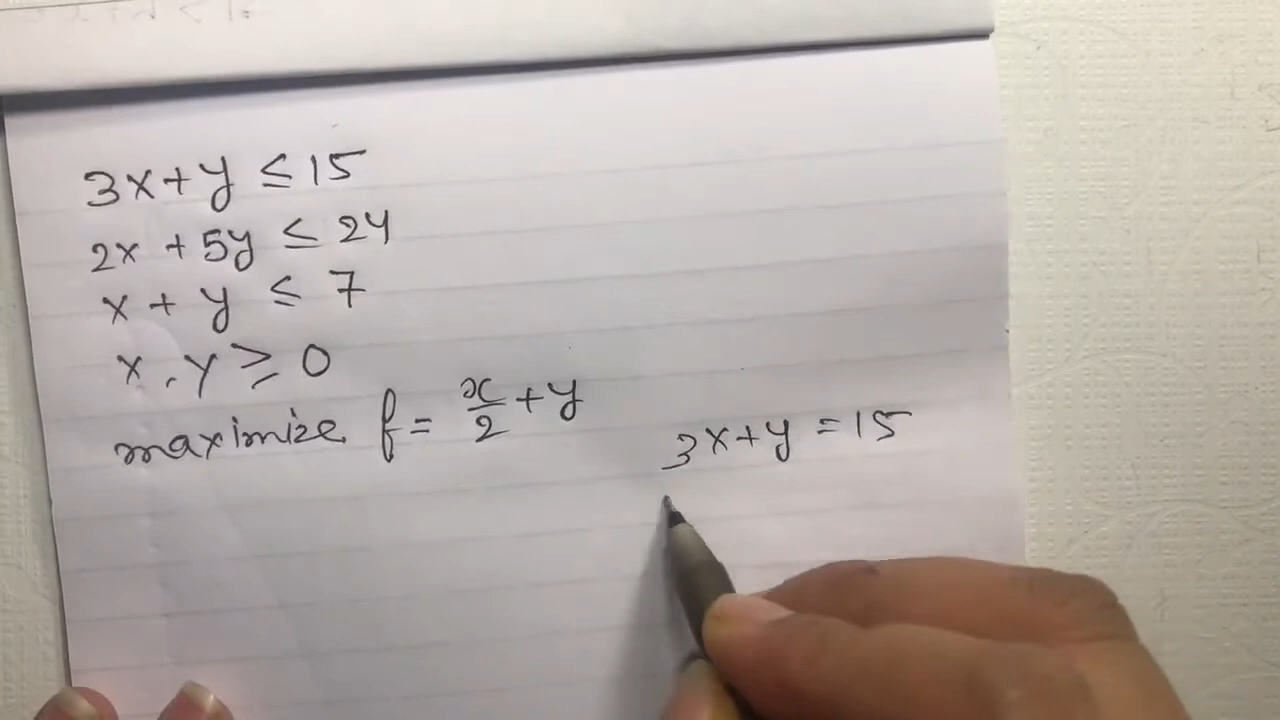 3x+y ≤ 15
2x + 5y ≤ 24
x + y ≤ 7
x, y ≥ 0
maximize f = x/2 + y
3x+y = 15